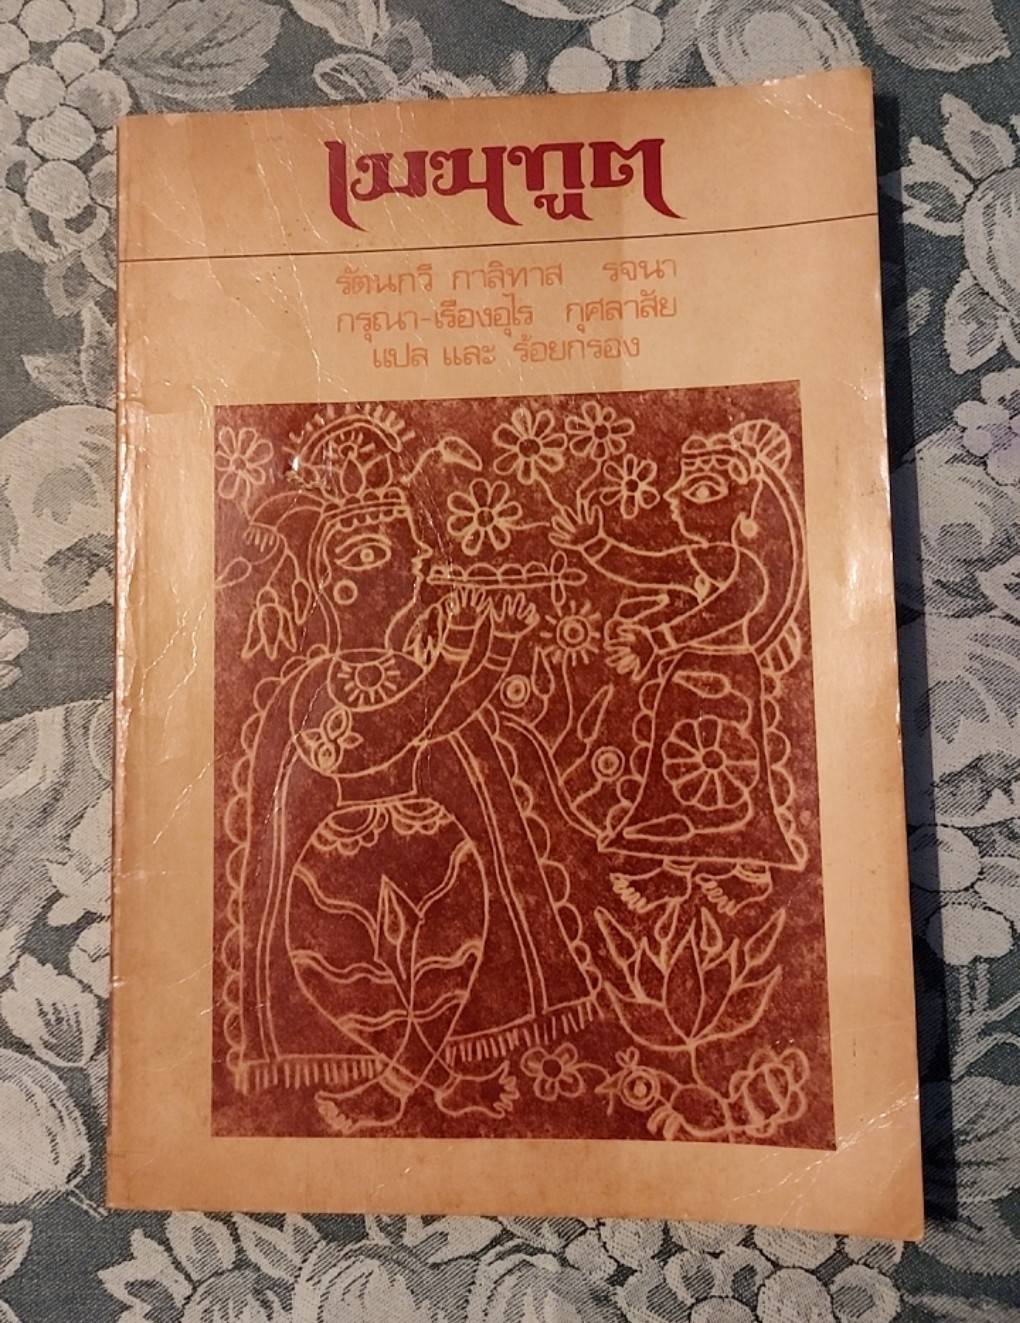 เมฆทูต
รัตนกวี กาลิทาส รจนา
กรุณา-เรืองอุไร กุศลาสัย
แปล และ ร้อยกรอง